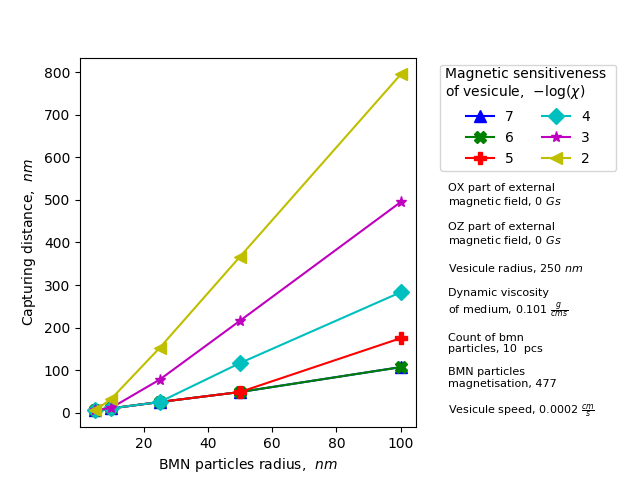 800
700
600
500
400
300
200
100
0
Capturing distance, nm
20 40 60 80 100
BMN particles radius, nm
Magnetic sensitiveness
of vesicule, −log(χ)
7 4
6 3
5 2
OX part of external
magnetic field, 0 Gs
OZ part of external
magnetic field, 0 Gs
Vesicule radius, 250 nm
Dynamic viscosity
of medium, 0.101 g/cms
Count of bmn
particles, 10 pcs
BMN particles
magnetisation, 477
Vesicule speed, 0.0002 cm/s